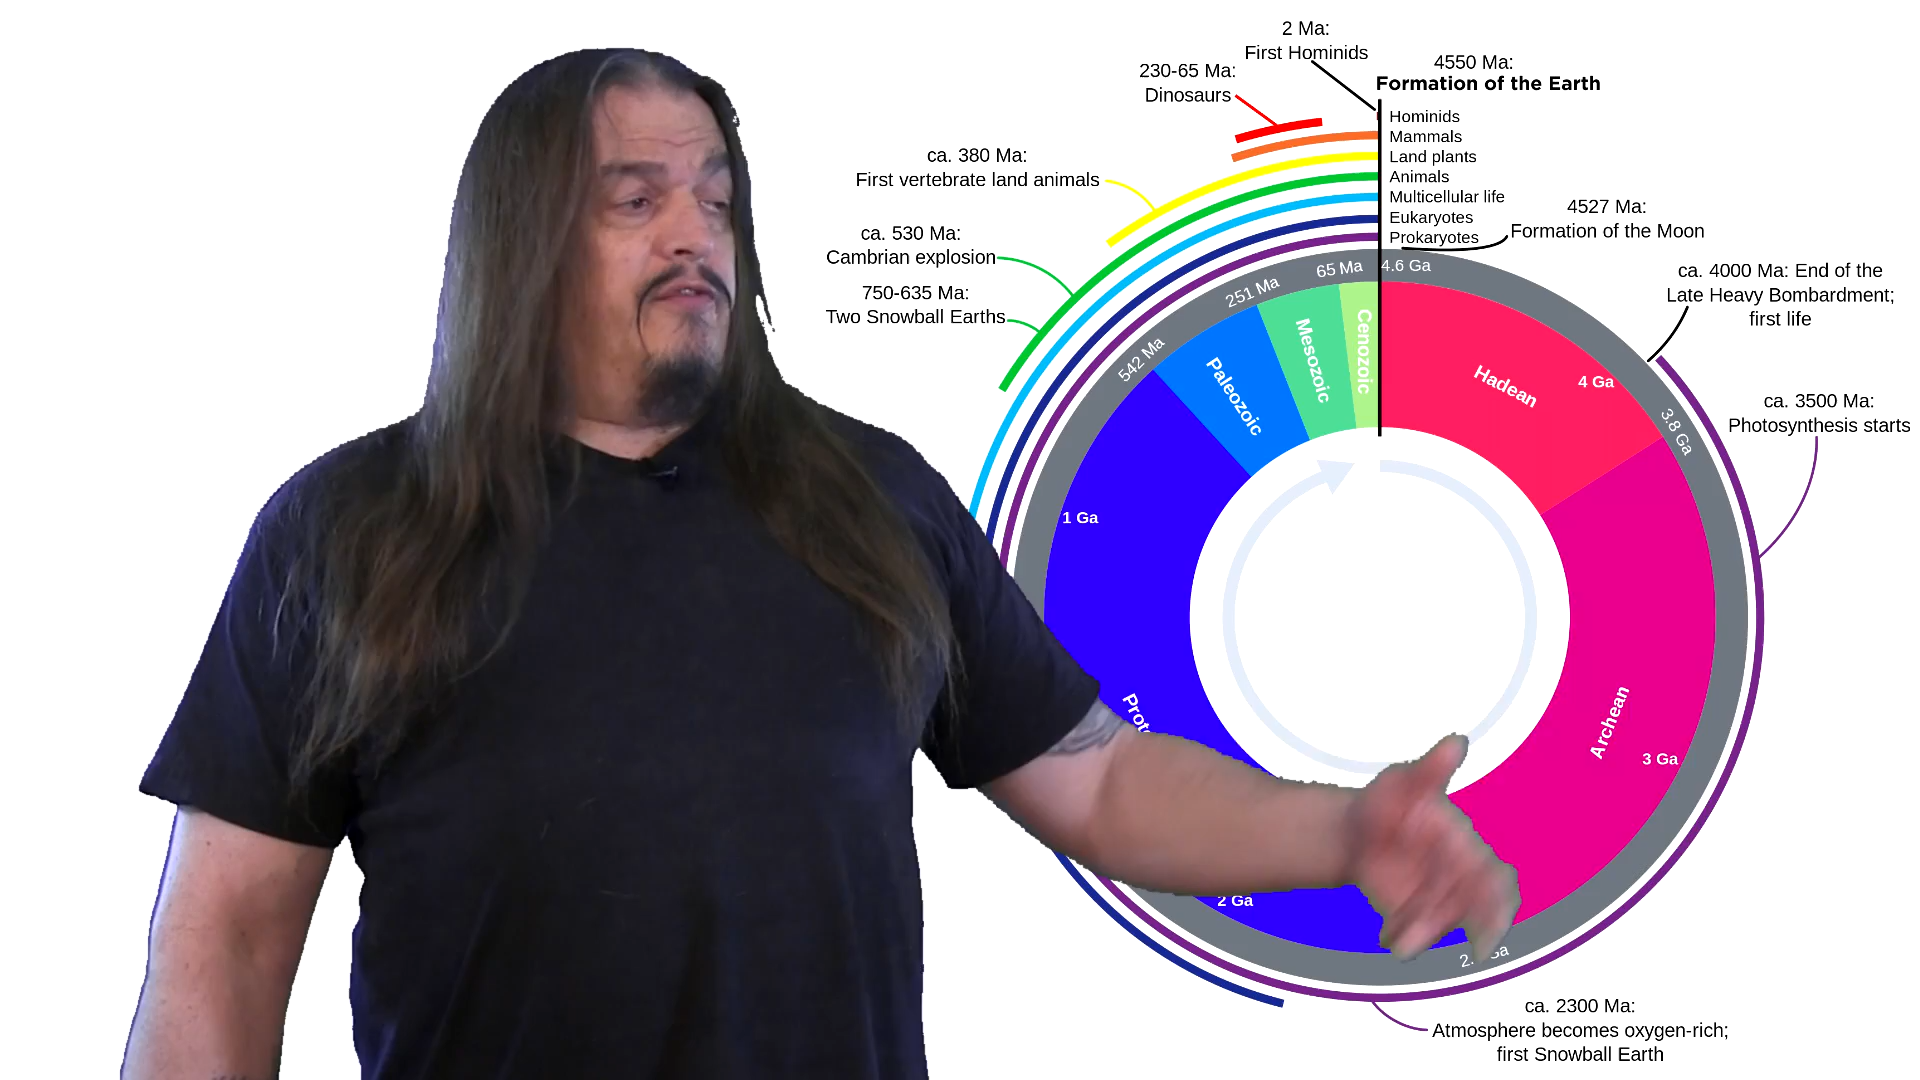 2 Ma:
First Hominids
4550 Ma:
Formation of the Earth
230-65 Ma:
Dinosaurs
Hominids
Mammals
Land plants
Animals
Multicellular life
Eukaryotes
Prokaryotes
ca. 380 Ma:
First vertebrate land animals
4527 Ma:
Formation of the Moon
ca. 530 Ma:
Cambrian explosion
ca. 4000 Ma: End of the
Late Heavy Bombardment;
first life
750-635 Ma:
Two Snowball Earths
542 Ma
251 Ma
65 Ma
4.6 Ga
Paleozoic
Mesozoic
Cenozoic
Hadean
4 Ga
3.8 Ga
ca. 3500 Ma:
Photosynthesis starts
1 Ga
Archean
3 Ga
2 Ga
ca. 2300 Ma:
Atmosphere becomes oxygen-rich;
first Snowball Earth